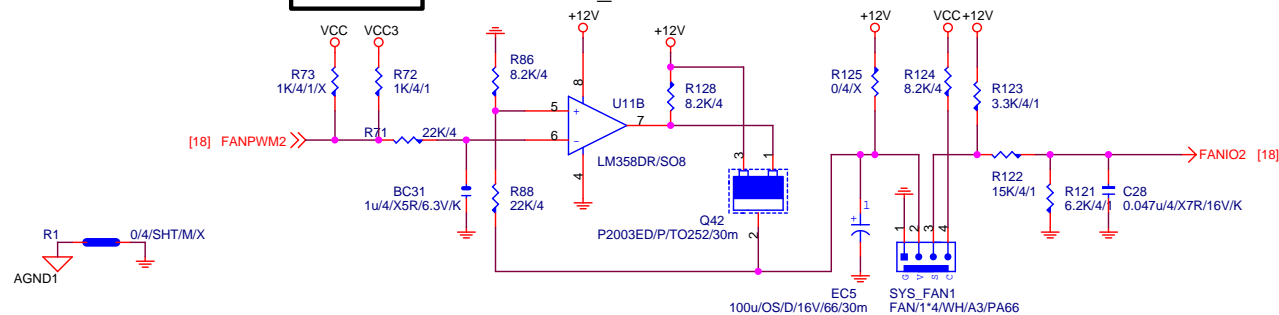 +12V
VCC
VCC3
+12V
+12V
VCC
+12V
R73
1K/4/1/X
R72
1K/4/1
R86
8.2K/4
8
U11B
R128
8.2K/4
R125
0/4/X
R124
8.2K/4
R123
3.3K/4/1
5
+
6
-
7
LM358DR/SO8
4
[18] FANPWM2
R71
22K/4
BC31
1u/4/X5R/6.3V/K
R88
22K/4
3
1
Q42
P2003ED/P/TO252/30m
2
FANIO2 [18]
R122
15K/4/1
R121
6.2K/4/1
C28
0.047u/4/X7R/16V/K
1
+
EC5
100u/OS/D/16V/66/30m
1
2
3
4
G
V
S
C
SYS_FAN1
FAN/1*4/WH/A3/PA66
R1
0/4/SHT/M/X
AGND1